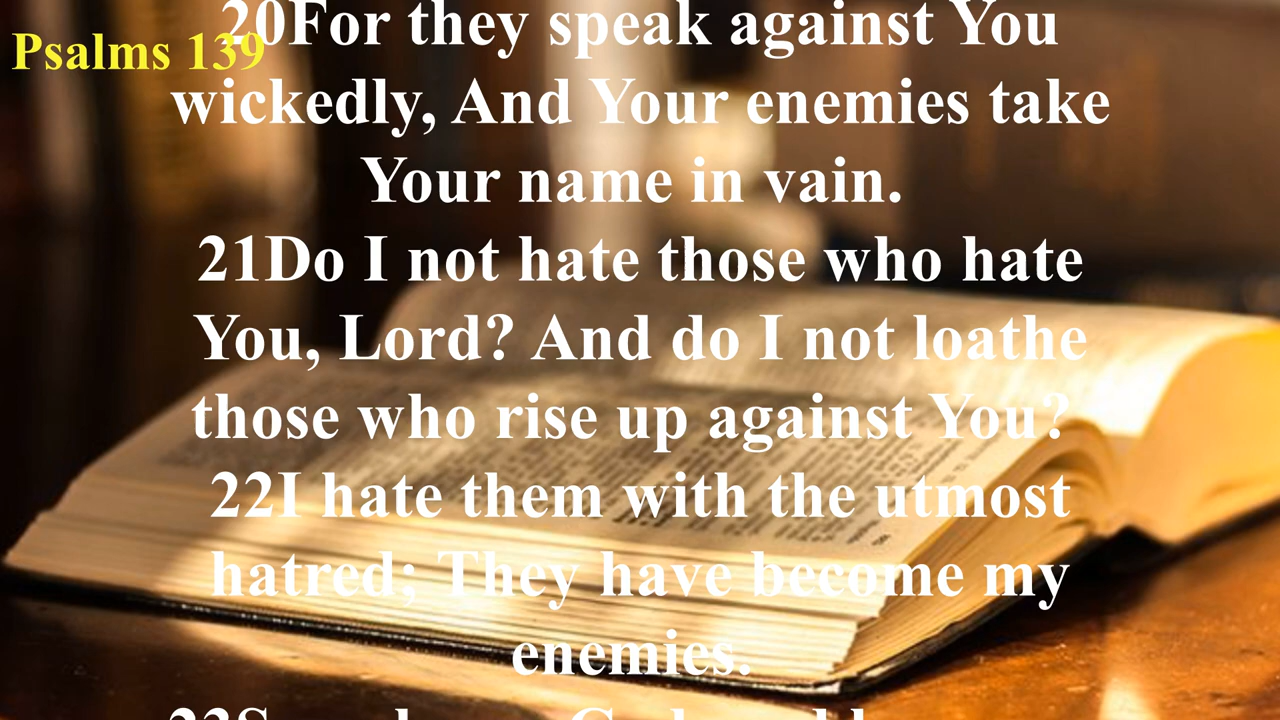 Psalms 139
20For they speak against You
wickedly, And Your enemies take
Your name in vain.
21Do I not hate those who hate
You, Lord? And do I not loathe
those who rise up against You?
22I hate them with the utmost
hatred; They have become my
enemies.